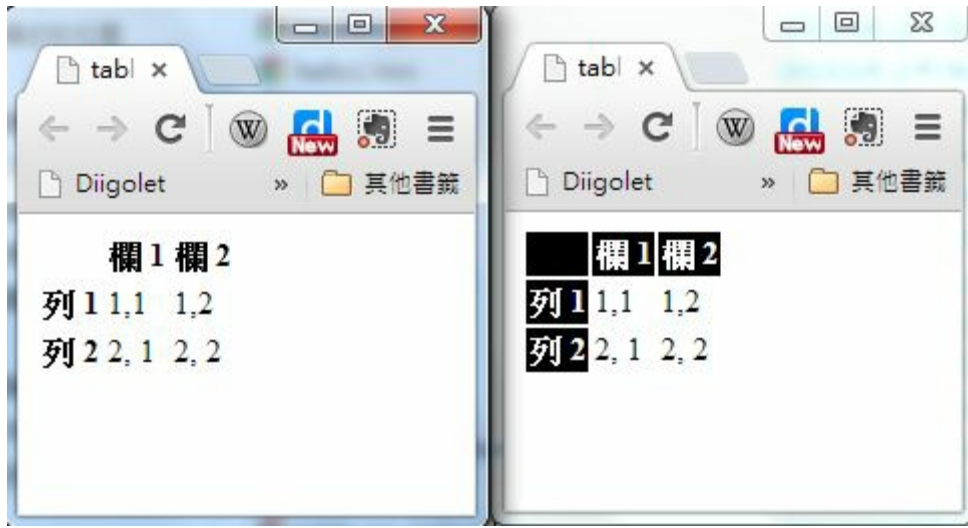 tabl
W
d
New
Diigolet
»
其他書籤
欄 1 欄 2
列 1 1,1 1,2
列 2 2, 1 2, 2
tabl
W
d
New
Diigolet
»
其他書籤
欄 1 欄 2
列 1 1,1 1,2
列 2 2, 1 2, 2